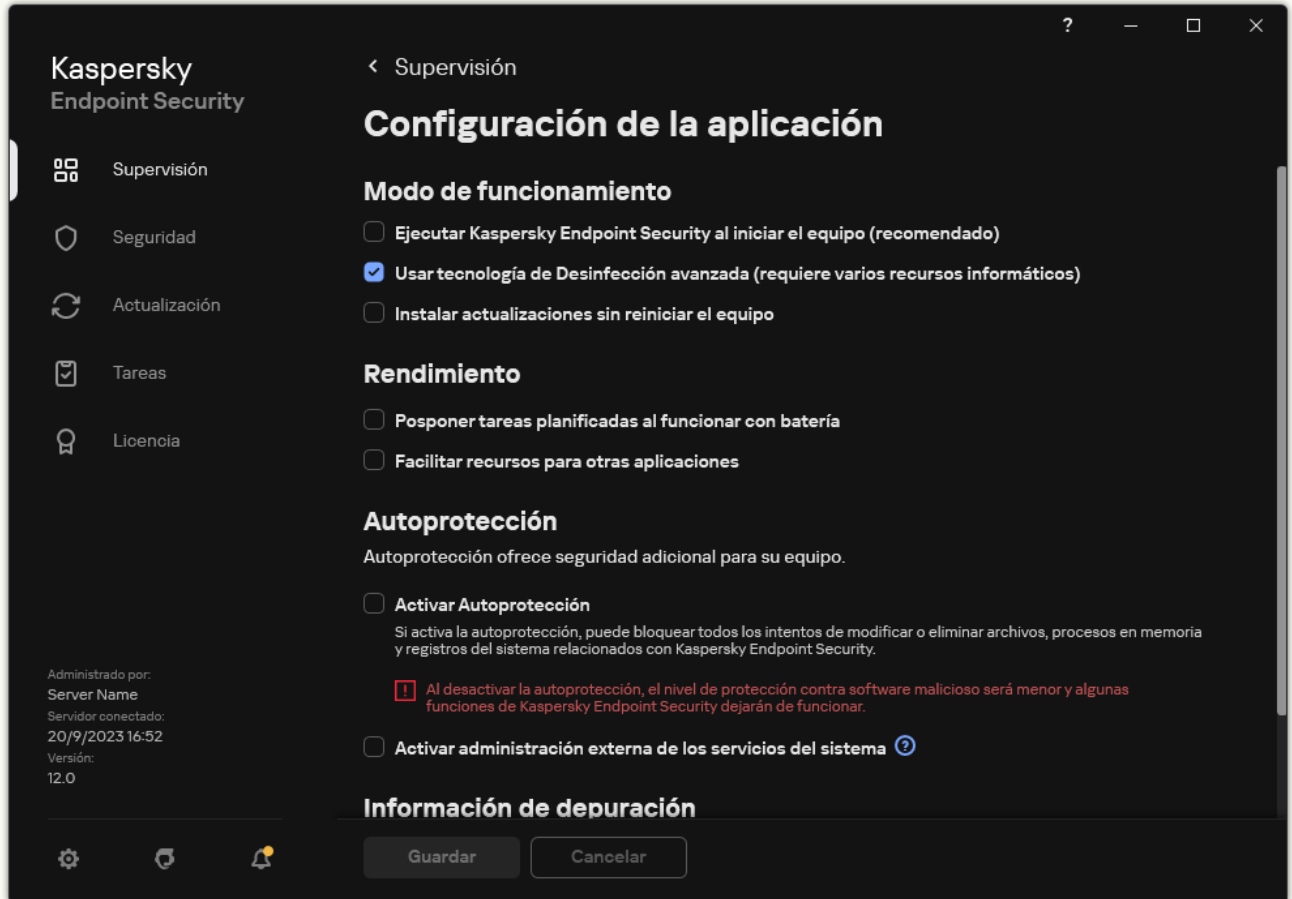 ?
Kaspersky
Endpoint Security
Supervisión
Seguridad
Actualización
Tareas
Licencia
Administrado por:
Server Name
Servidor conectado:
20/9/2023 16:52
Versión:
12.0
Supervisión
Configuración de la aplicación
Modo de funcionamiento
Ejecutar Kaspersky Endpoint Security al iniciar el equipo (recomendado)
Usar tecnología de Desinfección avanzada (requiere varios recursos informáticos)
Instalar actualizaciones sin reiniciar el equipo
Rendimiento
Posponer tareas planificadas al funcionar con batería
Facilitar recursos para otras aplicaciones
Autoprotección
Autoprotección ofrece seguridad adicional para su equipo.
Activar Autoprotección
Si activa la autoprotección, puede bloquear todos los intentos de modificar o eliminar archivos, procesos en memoria
y registros del sistema relacionados con Kaspersky Endpoint Security.
Al desactivar la autoprotección, el nivel de protección contra software malicioso será menor y algunas
funciones de Kaspersky Endpoint Security dejarán de funcionar.
Activar administración externa de los servicios del sistema ?
Información de depuración
Guardar
Cancelar